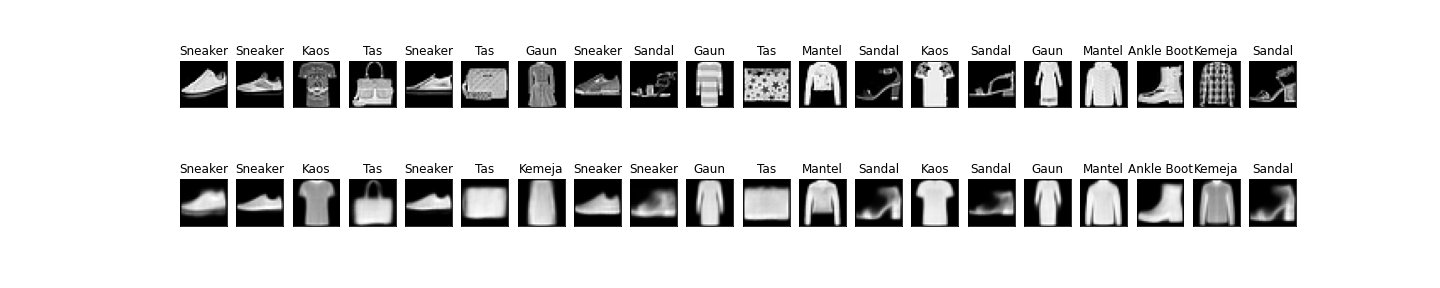 Sneaker Sneaker Kaos Tas Sneaker Tas Gaun Sneaker Sandal Gaun Tas Mantel Sandal Kaos Sandal Gaun Mantel Ankle Boot Kemeja Sandal
Sneaker Sneaker Kaos Tas Sneaker Tas Kemeja Sneaker Sneaker Gaun Tas Mantel Sandal Kaos Sandal Gaun Mantel Ankle Boot Kemeja Sandal